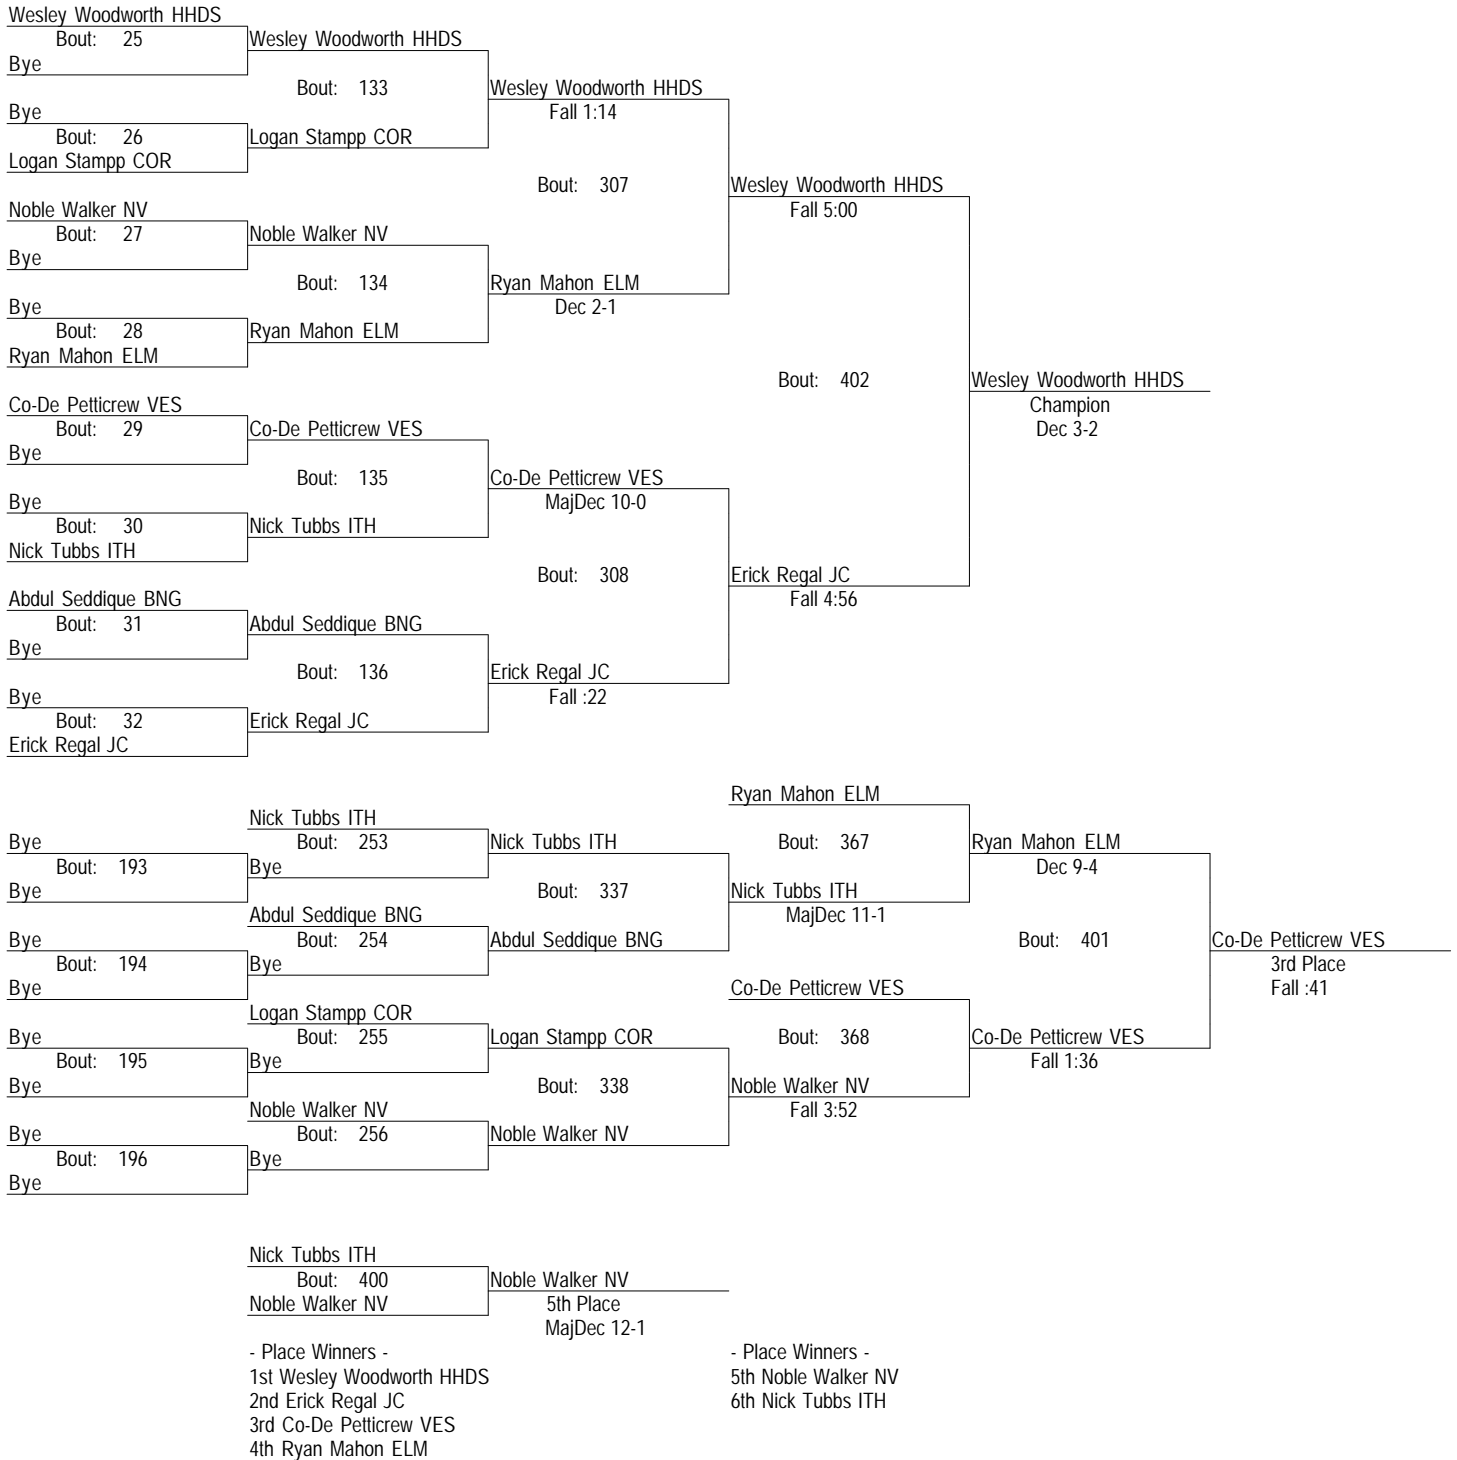 Wesley Woodworth HHDS
Bout: 25 Wesley Woodworth HHDS
Bye
Bout: 133 Wesley Woodworth HHDS
Bye Fall 1:14
Bout: 26 Logan Stampp COR
Logan Stampp COR
Bout: 307 Wesley Woodworth HHDS
Noble Walker NV Fall 5:00
Bout: 27 Noble Walker NV
Bye
Bout: 134 Ryan Mahon ELM
Bye Dec 2-1
Bout: 28 Ryan Mahon ELM
Ryan Mahon ELM
Bout: 402 Wesley Woodworth HHDS
Co-De Petticrew VES Champion
Bout: 29 Co-De Petticrew VES Dec 3-2
Bye
Bout: 135 Co-De Petticrew VES
Bye MajDec 10-0
Bout: 30 Nick Tubbs ITH
Nick Tubbs ITH
Bout: 308 Erick Regal JC
Abdul Seddique BNG Fall 4:56
Bout: 31 Abdul Seddique BNG
Bye
Bout: 136 Erick Regal JC
Bye Fall :22
Bout: 32 Erick Regal JC
Erick Regal JC
Ryan Mahon ELM
Nick Tubbs ITH
Bye Bout: 253 Nick Tubbs ITH Bout: 367 Ryan Mahon ELM
Bout: 193 Bye Dec 9-4
Bye Bout: 337 Nick Tubbs ITH
Abdul Seddique BNG MajDec 11-1
Bye Bout: 254 Abdul Seddique BNG Bout: 401 Co-De Petticrew VES
Bout: 194 Bye 3rd Place
Bye Co-De Petticrew VES Fall :41
Logan Stampp COR
Bye Bout: 255 Logan Stampp COR Bout: 368 Co-De Petticrew VES
Bout: 195 Bye Fall 1:36
Bye Bout: 338 Noble Walker NV
Noble Walker NV Fall 3:52
Bye Bout: 256 Noble Walker NV
Bout: 196 Bye
Bye
Nick Tubbs ITH
Bout: 400 Noble Walker NV
Noble Walker NV 5th Place
MajDec 12-1
- Place Winners - - Place Winners -
1st Wesley Woodworth HHDS 5th Noble Walker NV
2nd Erick Regal JC 6th Nick Tubbs ITH
3rd Co-De Petticrew VES
4th Ryan Mahon ELM